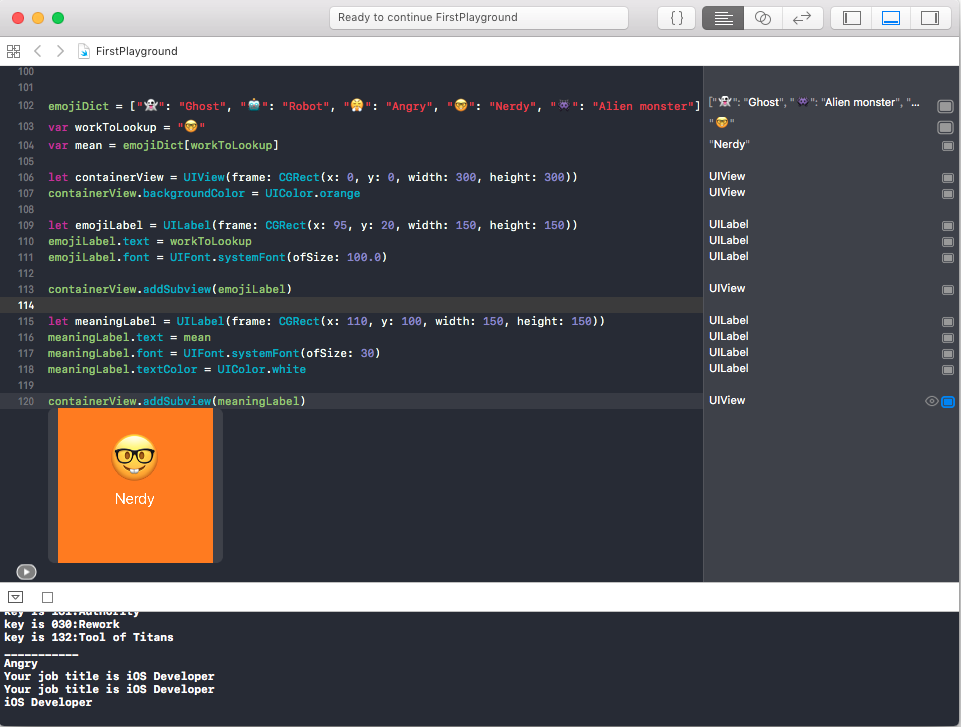 Ready to continue FirstPlayground
{ }
FirstPlayground
100
101
102 emojiDict = ["👻": "Ghost", "🤖": "Robot", "😤": "Angry", "🤓": "Nerdy", "👾": "Alien monster"]
["👻": "Ghost", "👾": "Alien monster", "...
103 var workToLookup = "🤓"
"🤓"
104 var mean = emojiDict[workToLookup]
"Nerdy"
105
106 let containerView = UIView(frame: CGRect(x: 0, y: 0, width: 300, height: 300))
UIView
107 containerView.backgroundColor = UIColor.orange
UIView
108
109 let emojiLabel = UILabel(frame: CGRect(x: 95, y: 20, width: 150, height: 150))
UILabel
110 emojiLabel.text = workToLookup
UILabel
111 emojiLabel.font = UIFont.systemFont(ofSize: 100.0)
UILabel
112
113 containerView.addSubview(emojiLabel)
UIView
114
115 let meaningLabel = UILabel(frame: CGRect(x: 110, y: 100, width: 150, height: 150))
UILabel
116 meaningLabel.text = mean
UILabel
117 meaningLabel.font = UIFont.systemFont(ofSize: 30)
UILabel
118 meaningLabel.textColor = UIColor.white
UILabel
119
120 containerView.addSubview(meaningLabel)
UIView
Nerdy
key is 101:Authority
key is 030:Rework
key is 132:Tool of Titans
___________
Angry
Your job title is iOS Developer
Your job title is iOS Developer
iOS Developer